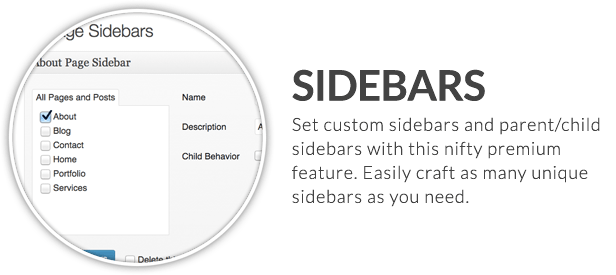 Page Sidebars
About Page Sidebar
All Pages and Posts
About
Blog
Contact
Home
Portfolio
Services
Name
Description
Child Behavior
Delete
SIDEBARS
Set custom sidebars and parent/child
sidebars with this nifty premium
feature. Easily craft as many unique
sidebars as you need.